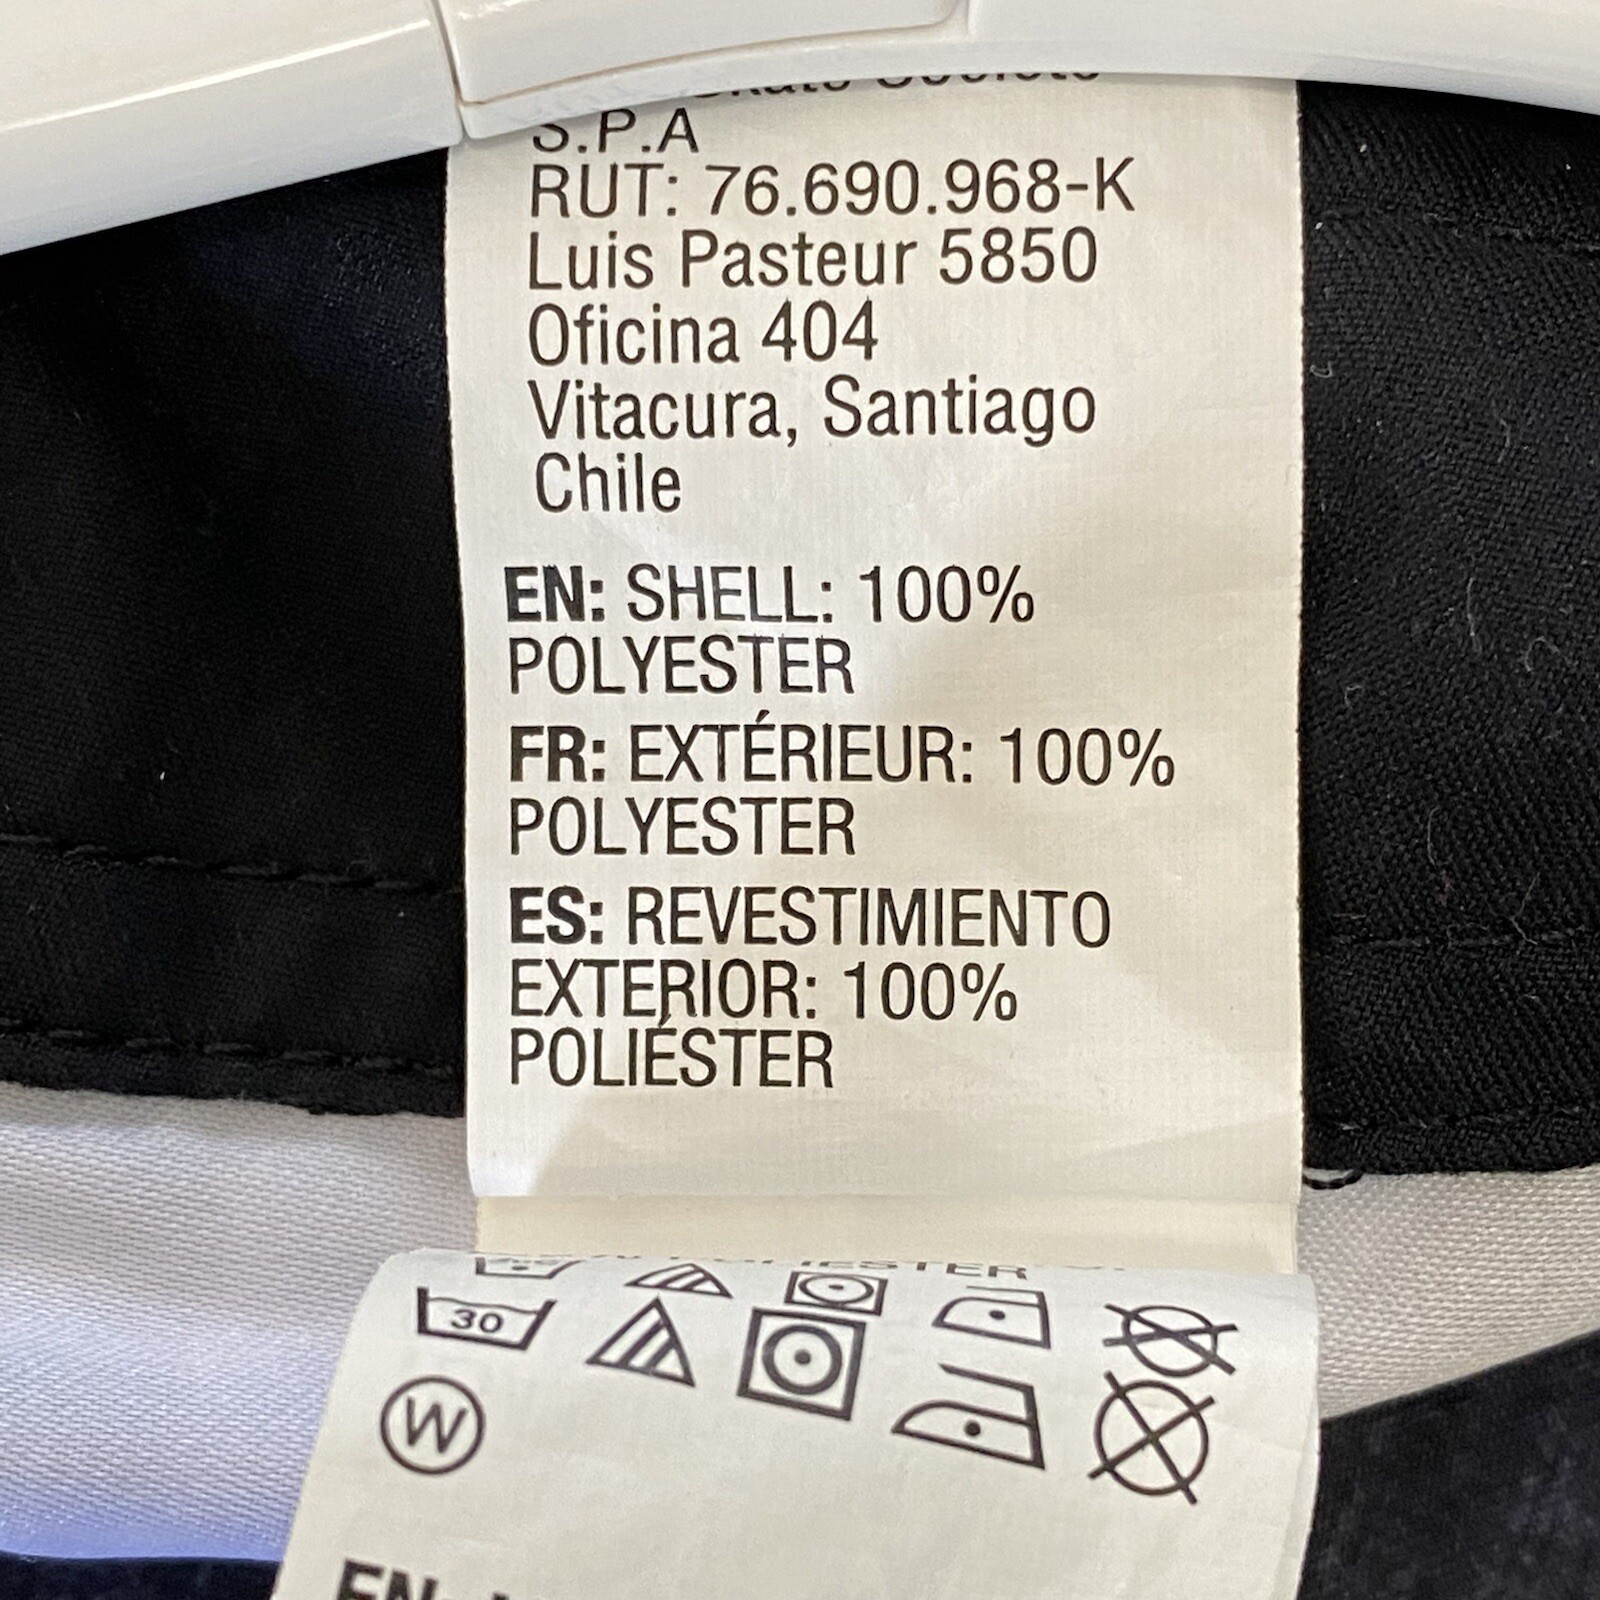 S.P.A
RUT: 76.690.968-K
Luis Pasteur 5850
Oficina 404
Vitacura, Santiago
Chile
EN: SHELL: 100%
POLYESTER
FR: EXTÉRIEUR: 100%
POLYESTER
ES: REVESTIMIENTO
EXTERIOR: 100%
POLIÉSTER
30
W
EN: